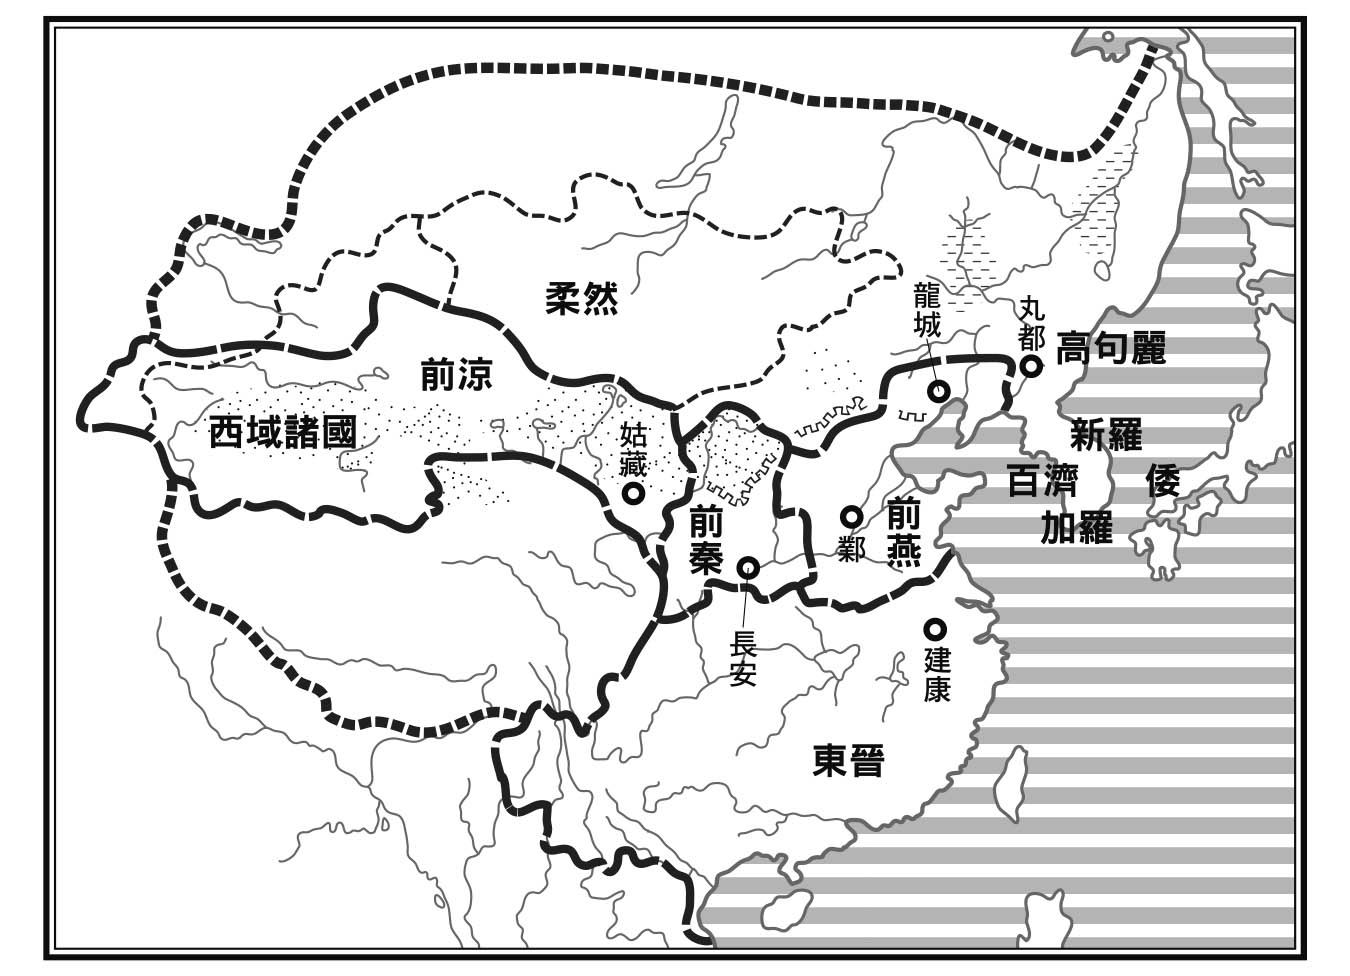 柔然
龍城
丸都
高句麗
前涼
西域諸國
姑藏
新羅
百濟
倭
加羅
前秦
前燕
鄴
長安
建康
東晉